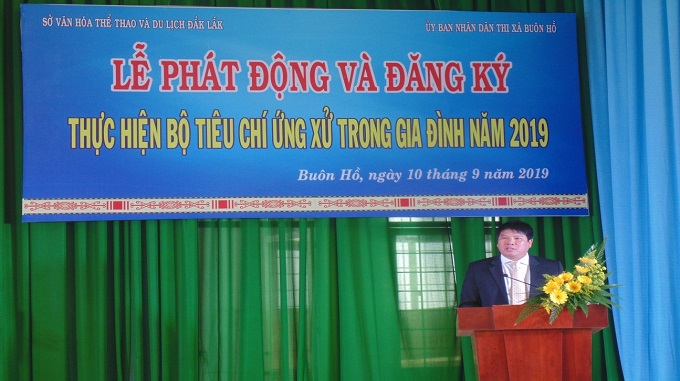 SỞ VĂN HÓA THỂ THAO VÀ DU LỊCH ĐẮK LẮK
ỦY BAN NHÂN DÂN THỊ XÃ BUÔN HỒ
LỄ PHÁT ĐỘNG VÀ ĐĂNG KÝ
THỰC HIỆN BỘ TIÊU CHÍ ỨNG XỬ TRONG GIA ĐÌNH NĂM 2019
Buôn Hồ, ngày 10 tháng 9 năm 2019